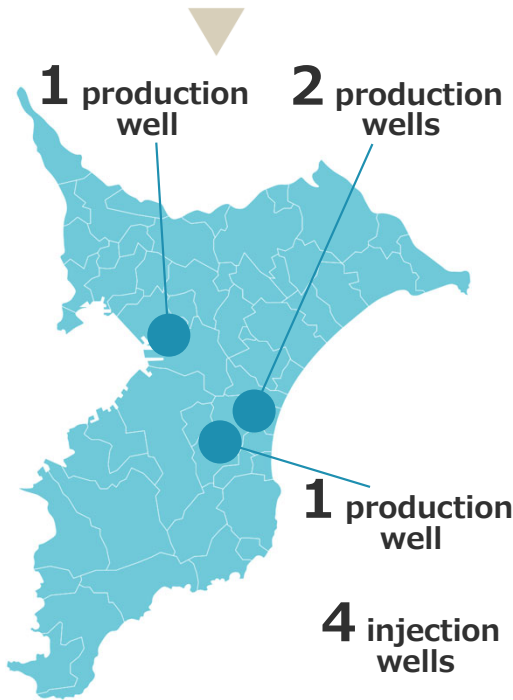 1 production
well
2 production
wells
1 production
well
4 injection
wells